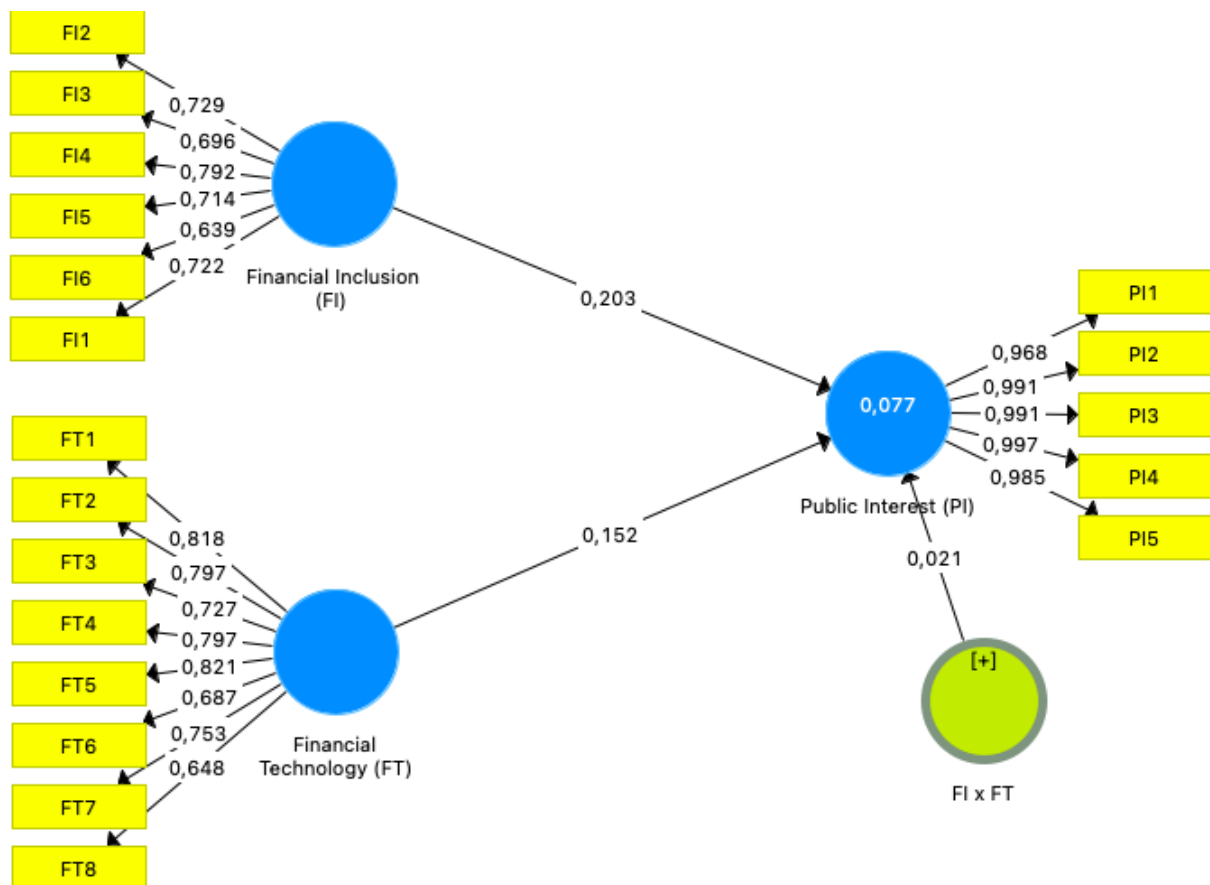 FI2
FI3
FI4
FI5
FI6
FI1
0,729
0,696
0,792
0,714
0,639
0,722
Financial Inclusion
(FI)
0,203
FT1
FT2
FT3
FT4
FT5
FT6
FT7
FT8
0,818
0,797
0,727
0,797
0,821
0,687
0,753
0,648
Financial
Technology (FT)
0,152
0,077
Public Interest (PI)
0,968
0,991
0,991
0,997
0,985
PI1
PI2
PI3
PI4
PI5
0,021
[+]
FI x FT